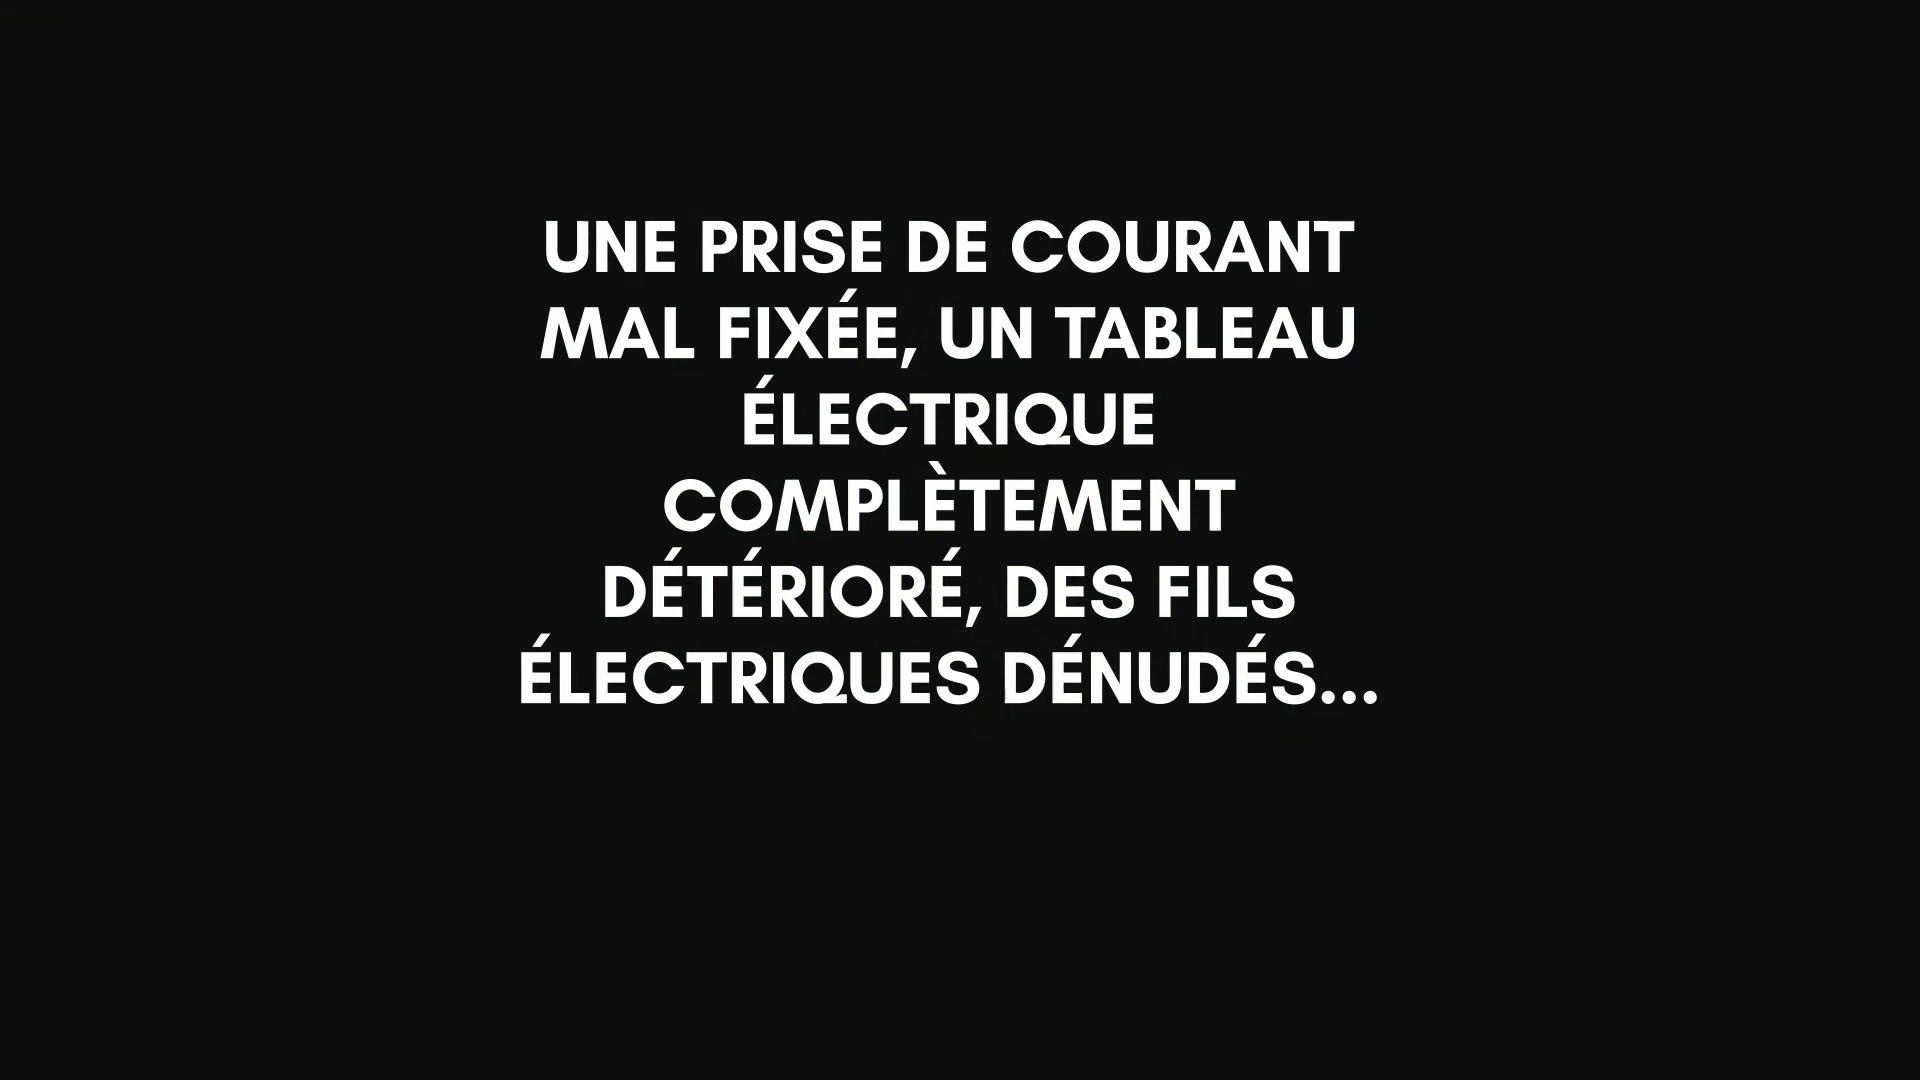 UNE PRISE DE COURANT
MAL FIXÉE, UN TABLEAU
ÉLECTRIQUE
COMPLÈTEMENT
DÉTÉRIORÉ, DES FILS
ÉLECTRIQUES DÉNUDÉS...